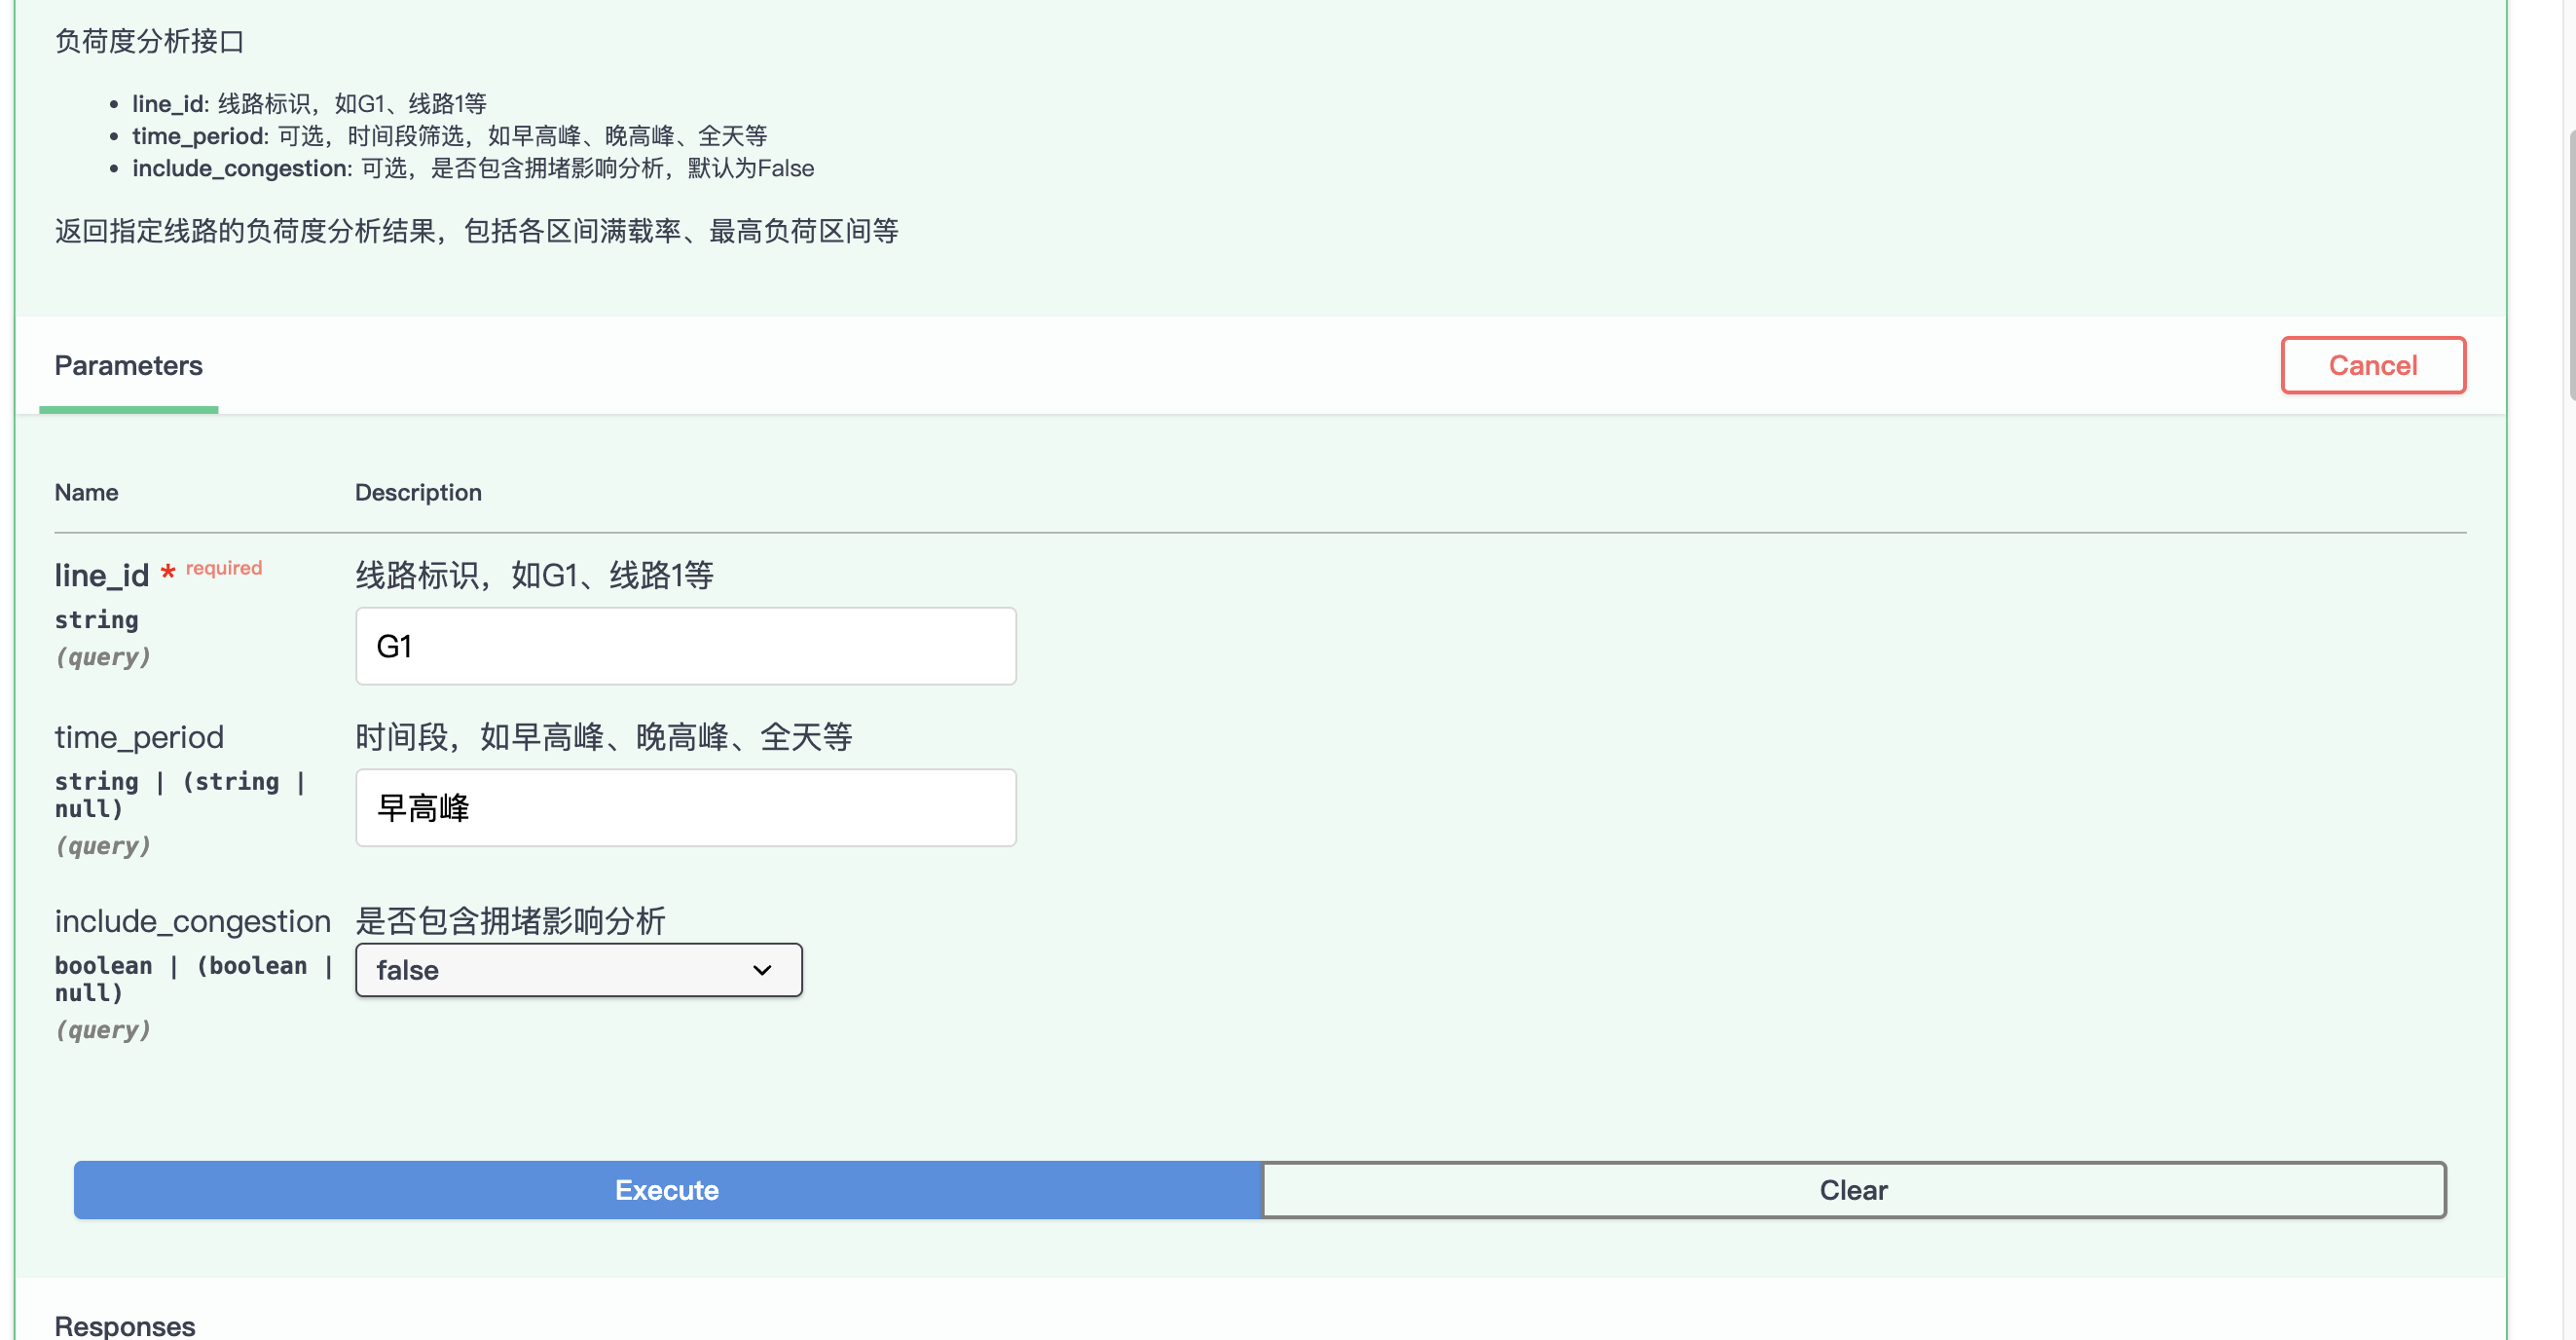 负荷度分析接口
line_id: 线路标识，如G1、线路1等
time_period: 可选，时间段筛选，如早高峰、晚高峰、全天等
include_congestion: 可选，是否包含拥堵影响分析，默认为False
返回指定线路的负荷度分析结果，包括各区间满载率、最高负荷区间等
Parameters
Cancel
Name Description
line_id * required 线路标识，如G1、线路1等
string
(query)
G1
time_period 时间段，如早高峰、晚高峰、全天等
string | (string |
null)
(query)
早高峰
include_congestion 是否包含拥堵影响分析
boolean | (boolean |
null)
(query)
false
Execute Clear
Responses